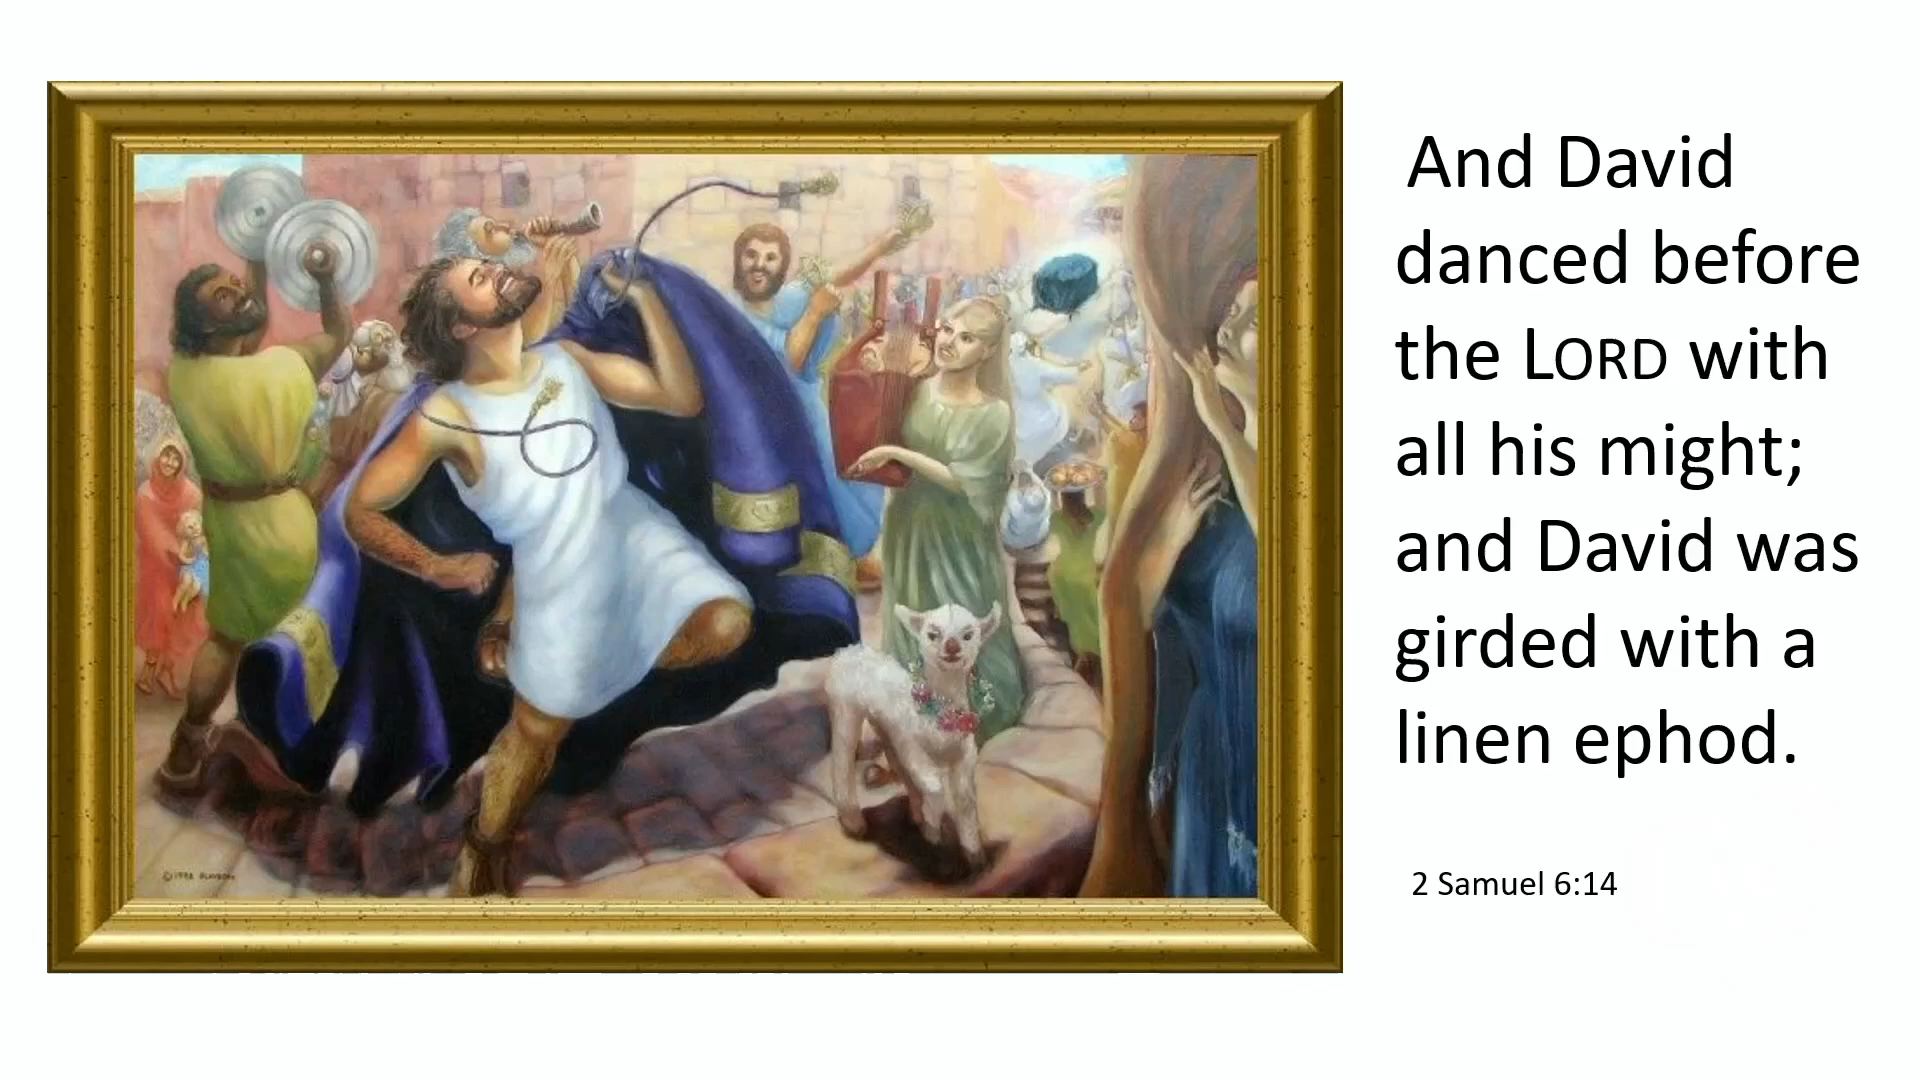 And David
danced before
the LORD with
all his might;
and David was
girded with a
linen ephod.
2 Samuel 6:14